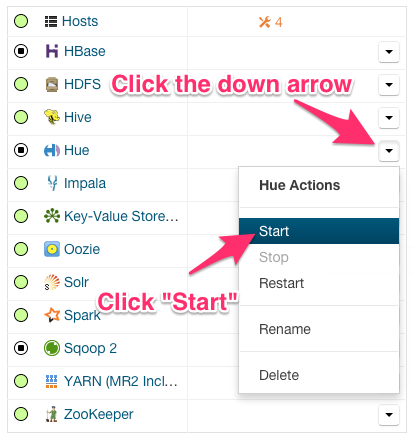 Hosts 4
HBase
HDFS
Click the down arrow
Hive
Hue
Hue Actions
Impala
Key-Value Store…
Start
Oozie
Stop
Solr
Restart
Click "Start"
Spark
Rename
Sqoop 2
YARN (MR2 Incl…
Delete
ZooKeeper